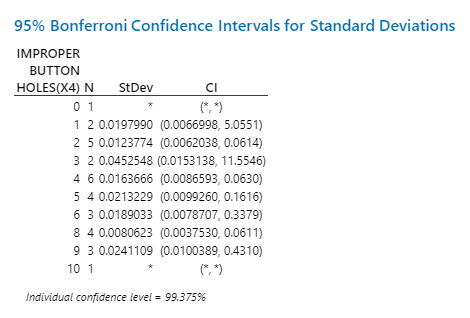 95% Bonferroni Confidence Intervals for Standard Deviations
IMPROPER
BUTTON
HOLES(X4) N StDev CI
0 1 * (*, *)
1 2 0.0197990 (0.0066998, 5.0551)
2 5 0.0123774 (0.0062038, 0.0614)
3 2 0.0452548 (0.0153138, 11.5546)
4 6 0.0163666 (0.0086593, 0.0630)
5 4 0.0213229 (0.0099260, 0.1616)
6 3 0.0189033 (0.0078707, 0.3379)
8 4 0.0080623 (0.0037530, 0.0611)
9 3 0.0241109 (0.0100389, 0.4310)
10 1 * (*, *)
Individual confidence level = 99.375%